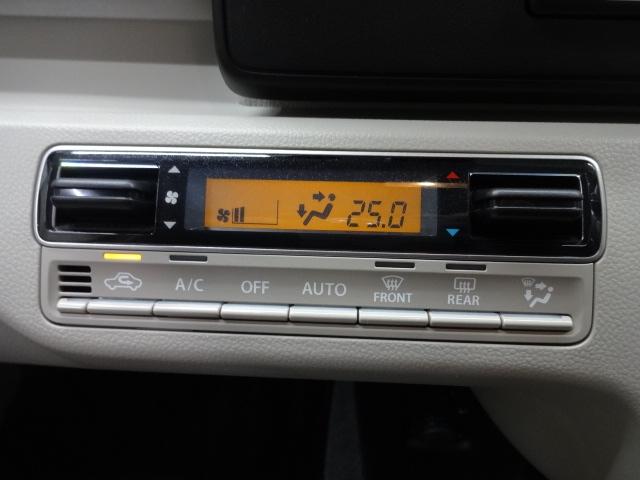 25.0
A/C OFF AUTO FRONT REAR